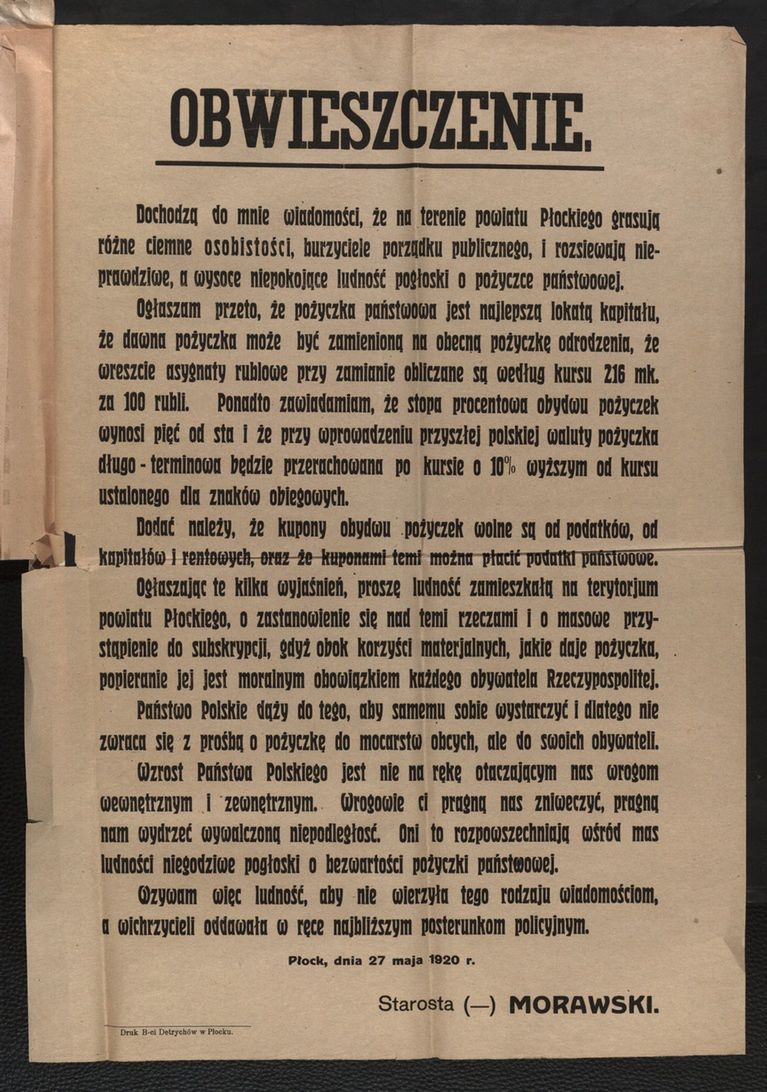 OBWIESZCZENIE.
Dochodzą do mnie wiadomości, że na terenie powiatu Płockiego grasują
różne ciemne osobistości, burzyciele porządku publicznego, i rozsiewają nie-
prawdziwe, a wysoce niepokojące ludność pogłoski o pożyczce państwowej.
Ogłaszam przeto, że pożyczka państwowa jest najlepszą lokatą kapitału,
że dawna pożyczka może być zamienioną na obecną pożyczkę odrodzenia, że
wreszcie asygnaty rublowe przy zamianie obliczane są według kursu 216 mk.
za 100 rubli. Ponadto zawiadamiam, że stopa procentowa obydwu pożyczek
wynosi pięć od sta i że przy wprowadzeniu przyszłej polskiej waluty pożyczka
długo-terminowa będzie przerachowana po kursie o 10% wyższym od kursu
ustalonego dla znaków obiegowych.
Dodać należy, że kupony obydwu pożyczek wolne są od podatków, od
kapitałów i rentowych, oraz że kuponami temi można płacić podatki państwowe.
Ogłaszając te kilka wyjaśnień, proszę ludność zamieszkałą na terytorjum
powiatu Płockiego, o zastanowienie się nad temi rzeczami i o masowe przy-
stąpienie do subskrypcji, gdyż obok korzyści materjalnych, jakie daje pożyczka,
popieranie jej jest moralnym obowiązkiem każdego obywatela Rzeczypospolitej.
Państwo Polskie dąży do tego, aby samemu sobie wystarczyć i dlatego nie
zwraca się z prośbą o pożyczkę do mocarstw obcych, ale do swoich obywateli.
Wzrost Państwa Polskiego jest nie na rękę otaczającym nas wrogom
wewnętrznym i zewnętrznym. Wrogowie ci pragną nas zniweczyć, pragną
nam wydrzeć wywalczoną niepodległość. Oni to rozpowszechniają wśród mas
ludności niegodziwe pogłoski o bezwartości pożyczki państwowej.
Wzywam więc ludność, aby nie wierzyła tego rodzaju wiadomościom,
a wichrzycieli oddawała w ręce najbliższym posterunkom policyjnym.
Płock, dnia 27 maja 1920 r.
Starosta (—) MORAWSKI.
Druk B-ci Detrychów w Płocku.